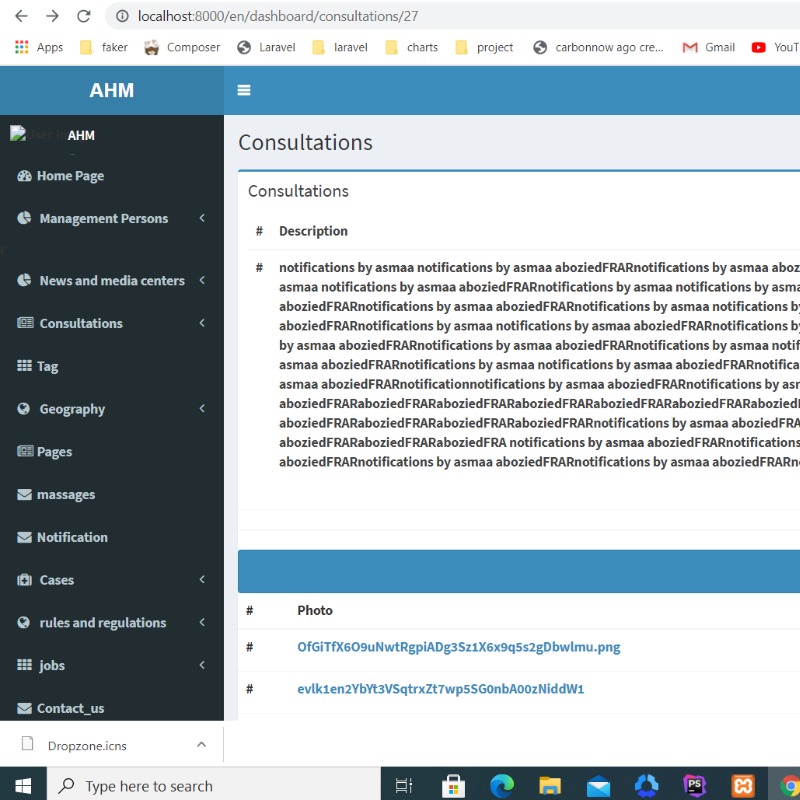 localhost:8000/en/dashboard/consultations/27
Apps faker Composer Laravel laravel charts project carbonnow ago cre... Gmail YouT
AHM
AHM
Home Page
Management Persons
News and media centers
Consultations
Tag
Geography
Pages
massages
Notification
Cases
rules and regulations
jobs
Contact_us
Consultations
Consultations
# Description
# notifications by asmaa notifications by asmaa aboziedFRARnotifications by asmaa aboz
asmaa notifications by asmaa aboziedFRARnotifications by asmaa notifications by asma
aboziedFRARnotifications by asmaa aboziedFRARnotifications by asmaa notifications by
aboziedFRARnotifications by asmaa notifications by asmaa aboziedFRARnotifications by
by asmaa aboziedFRARnotifications by asmaa aboziedFRARnotifications by asmaa notif
asmaa aboziedFRARnotifications by asmaa notifications by asmaa aboziedFRARnotifica
asmaa aboziedFRARnotificationnotifications by asmaa aboziedFRARnotifications by asr
aboziedFRARaboziedFRARaboziedFRARaboziedFRARaboziedFRARaboziedFRARaboziedI
aboziedFRARaboziedFRARaboziedFRARaboziedFRARnotifications by asmaa aboziedFRA
aboziedFRARaboziedFRARaboziedFRA notifications by asmaa aboziedFRARnotifications
aboziedFRARnotifications by asmaa aboziedFRARnotifications by asmaa aboziedFRARn
# Photo
# OfGiTfX6O9uNwtRgpiADg3Sz1X6x9q5s2gDbwlmu.png
# evlk1en2YbYt3VSqtrxZt7wp5SG0nbA00zNiddW1
Dropzone.icns
Type here to search
PS